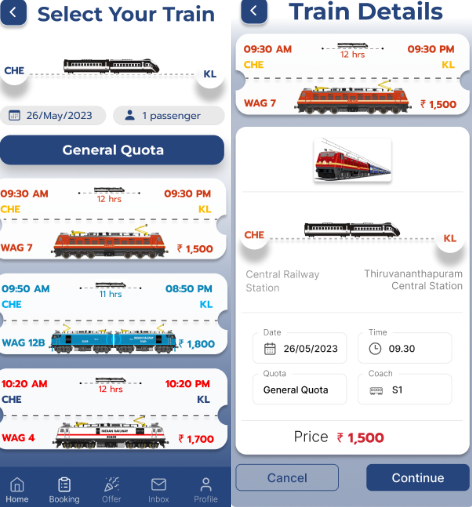 Select Your Train
CHE
KL
26/May/2023
1 passenger
General Quota
09:30 AM
09:30 PM
12 hrs
CHE
KL
WAG 7
₹ 1,500
09:50 AM
08:50 PM
11 hrs
CHE
KL
WAG 12B
₹ 1,800
10:20 AM
10:20 PM
12 hrs
CHE
KL
WAG 4
₹ 1,700
Home
Booking
Offer
Inbox
Profile
Train Details
09:30 AM
09:30 PM
12 hrs
CHE
KL
WAG 7
₹ 1,500
CHE
KL
Central Railway
Station
Thiruvananthapuram
Central Station
Date
26/05/2023
Time
09.30
Quota
General Quota
Coach
S1
Price ₹ 1,500
Cancel
Continue